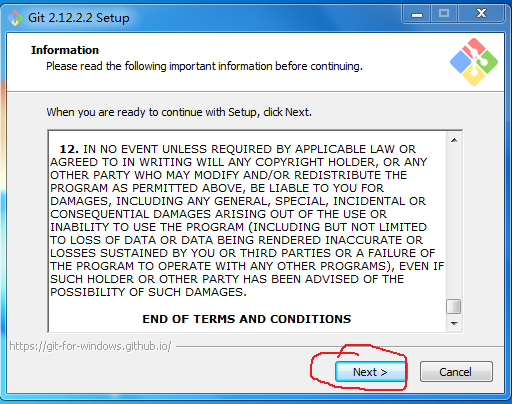 Git 2.12.2.2 Setup
Information
Please read the following important information before continuing.
When you are ready to continue with Setup, click Next.
12. IN NO EVENT UNLESS REQUIRED BY APPLICABLE LAW OR
AGREED TO IN WRITING WILL ANY COPYRIGHT HOLDER, OR ANY
OTHER PARTY WHO MAY MODIFY AND/OR REDISTRIBUTE THE
PROGRAM AS PERMITTED ABOVE, BE LIABLE TO YOU FOR
DAMAGES, INCLUDING ANY GENERAL, SPECIAL, INCIDENTAL OR
CONSEQUENTIAL DAMAGES ARISING OUT OF THE USE OR
INABILITY TO USE THE PROGRAM (INCLUDING BUT NOT LIMITED
TO LOSS OF DATA OR DATA BEING RENDERED INACCURATE OR
LOSSES SUSTAINED BY YOU OR THIRD PARTIES OR A FAILURE OF
THE PROGRAM TO OPERATE WITH ANY OTHER PROGRAMS), EVEN IF
SUCH HOLDER OR OTHER PARTY HAS BEEN ADVISED OF THE
POSSIBILITY OF SUCH DAMAGES.
END OF TERMS AND CONDITIONS
https://git-for-windows.github.io/
Next >
Cancel